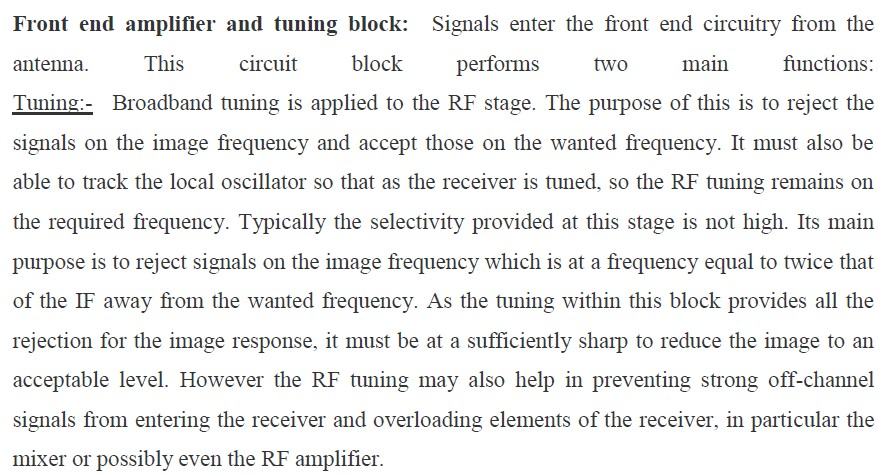 Front end amplifier and tuning block: Signals enter the front end circuitry from the
antenna. This circuit block performs two main functions:
Tuning:- Broadband tuning is applied to the RF stage. The purpose of this is to reject the
signals on the image frequency and accept those on the wanted frequency. It must also be
able to track the local oscillator so that as the receiver is tuned, so the RF tuning remains on
the required frequency. Typically the selectivity provided at this stage is not high. Its main
purpose is to reject signals on the image frequency which is at a frequency equal to twice that
of the IF away from the wanted frequency. As the tuning within this block provides all the
rejection for the image response, it must be at a sufficiently sharp to reduce the image to an
acceptable level. However the RF tuning may also help in preventing strong off-channel
signals from entering the receiver and overloading elements of the receiver, in particular the
mixer or possibly even the RF amplifier.